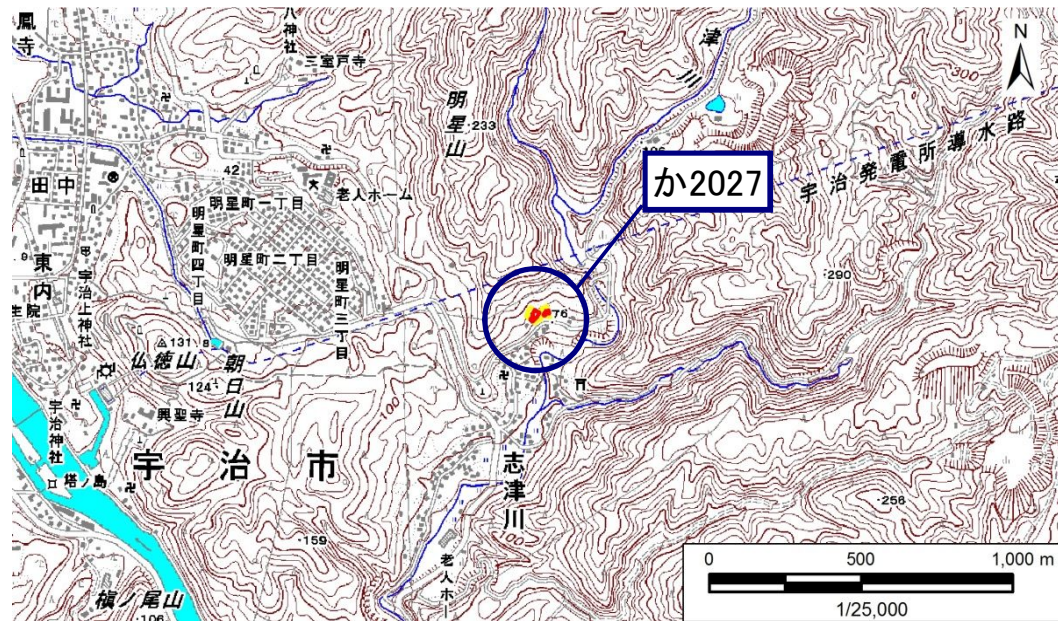 鳳寺
八神社
三室戸寺
津川
明星山
233
106
300
N
か2027
宇治発電所導水路
42
老人ホーム
田中
明星町一丁目
明星町二丁目
明星町三丁目
明星町四丁目
東内
生院
宇治上神社
290
76
131
仏徳山
8
朝日山
124
興聖寺
100
宇治神社
塔ノ島
宇治市
志津川
159
100
256
槇ノ尾山
106
老人ホー
0 500 1,000 m
1/25,000